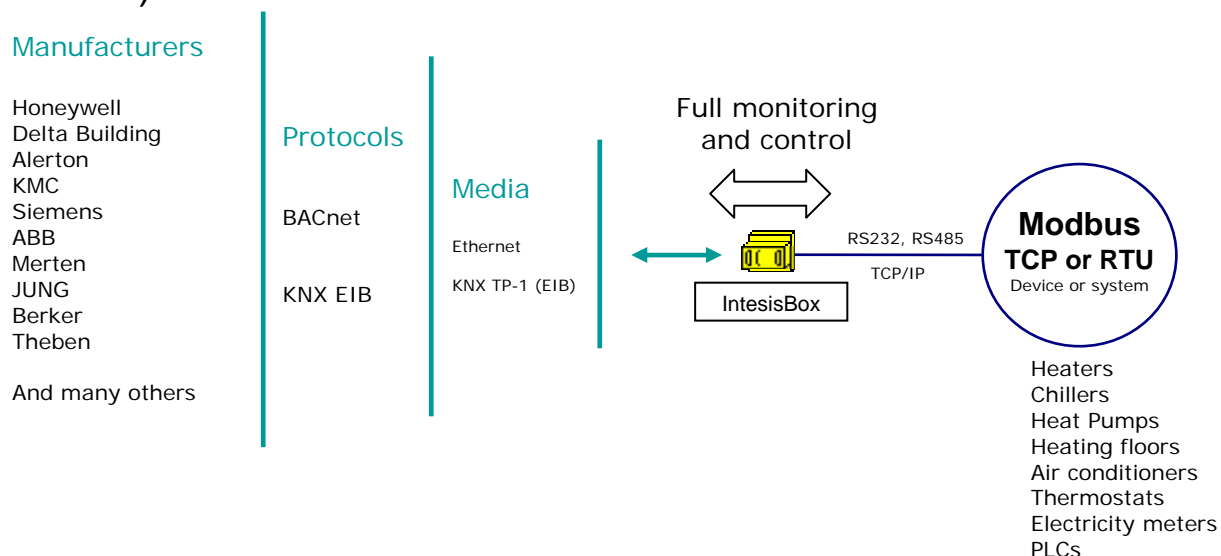 Manufacturers
Honeywell
Delta Building
Alerton
KMC
Siemens
ABB
Merten
JUNG
Berker
Theben
And many others
Protocols
BACnet
KNX EIB
Media
Ethernet
KNX TP-1 (EIB)
Full monitoring
and control
IntesisBox
RS232, RS485
TCP/IP
Modbus
TCP or RTU
Device or system
Heaters
Chillers
Heat Pumps
Heating floors
Air conditioners
Thermostats
Electricity meters
PLCs